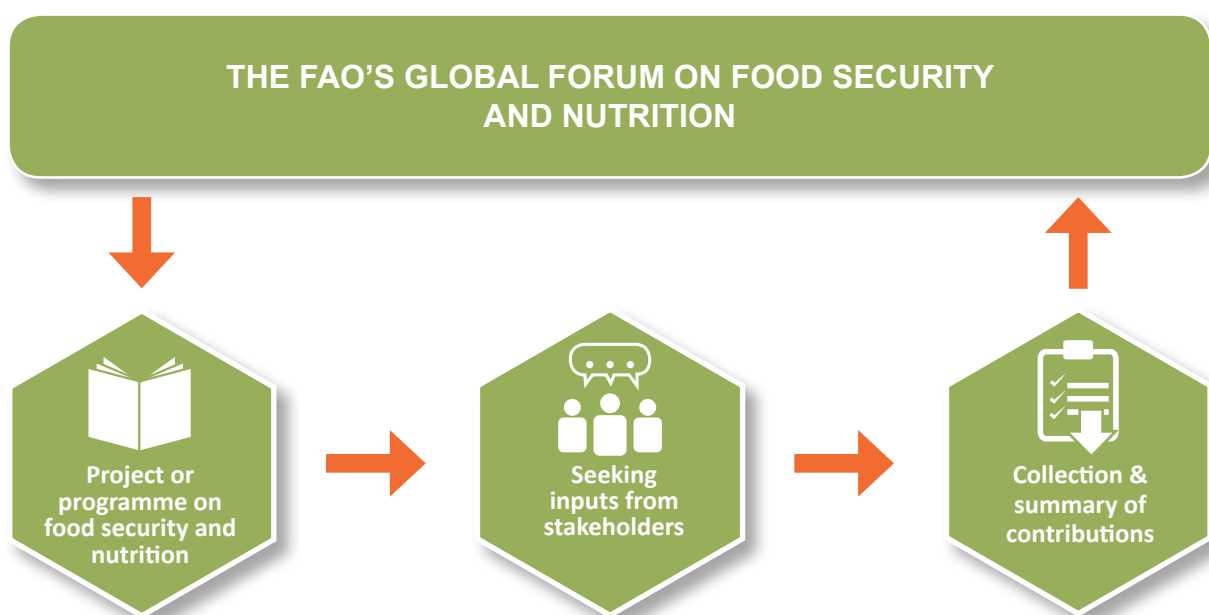 THE FAO’S GLOBAL FORUM ON FOOD SECURITY
AND NUTRITION
Project or
programme on
food security and
nutrition
Seeking
inputs from
stakeholders
Collection &
summary of
contributions